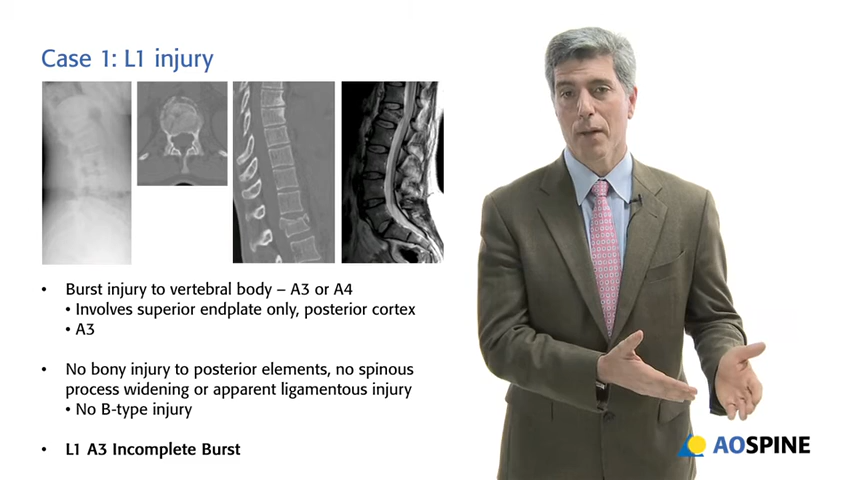 Case 1: L1 injury
• Burst injury to vertebral body – A3 or A4
• Involves superior endplate only, posterior cortex
• A3
• No bony injury to posterior elements, no spinous
process widening or apparent ligamentous injury
• No B-type injury
• L1 A3 Incomplete Burst
AOSPINE